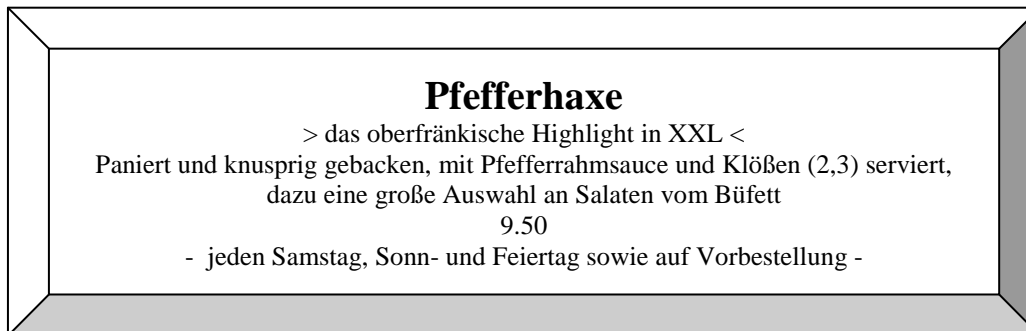 Pfefferhaxe
> das oberfränkische Highlight in XXL <
Paniert und knusprig gebacken, mit Pfefferrahmsauce und Klößen (2,3) serviert,
dazu eine große Auswahl an Salaten vom Büfett
9.50
- jeden Samstag, Sonn- und Feiertag sowie auf Vorbestellung -